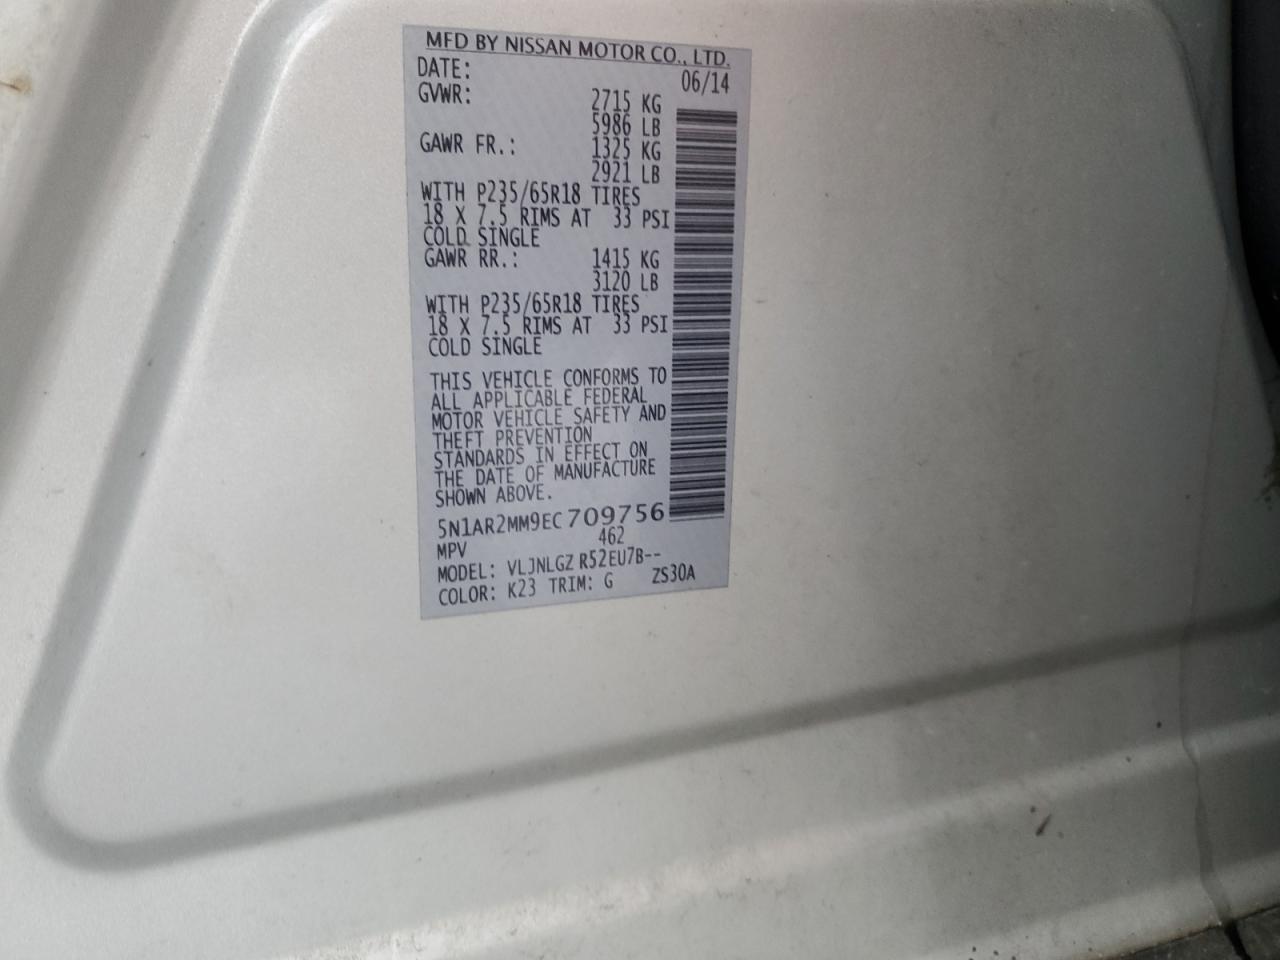 MFD BY NISSAN MOTOR CO., LTD.
DATE: 06/14
GVWR: 2715 KG
5986 LB
GAWR FR.: 1325 KG
2921 LB
WITH P235/65R18 TIRES
18 X 7.5 RIMS AT 33 PSI
COLD SINGLE
GAWR RR.: 1415 KG
3120 LB
WITH P235/65R18 TIRES
18 X 7.5 RIMS AT 33 PSI
COLD SINGLE
THIS VEHICLE CONFORMS TO
ALL APPLICABLE FEDERAL
MOTOR VEHICLE SAFETY AND
THEFT PREVENTION
STANDARDS IN EFFECT ON
THE DATE OF MANUFACTURE
SHOWN ABOVE.
5N1AR2MM9EC709756
MPV 462
MODEL: VLJNLGZ R52EU7B--
COLOR: K23 TRIM: G ZS30A